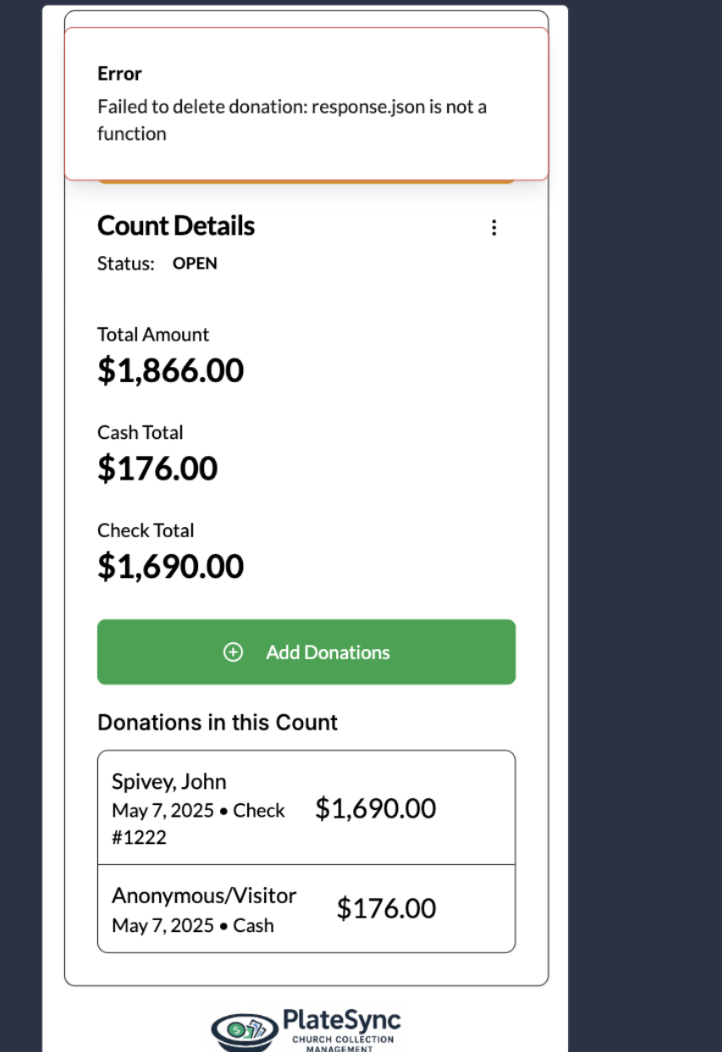 Error
Failed to delete donation: response.json is not a
function
Count Details
Status: OPEN
Total Amount
$1,866.00
Cash Total
$176.00
Check Total
$1,690.00
Add Donations
Donations in this Count
Spivey, John
May 7, 2025 • Check
#1222
$1,690.00
Anonymous/Visitor
May 7, 2025 • Cash
$176.00
PlateSync
CHURCH COLLECTION
MANAGEMENT